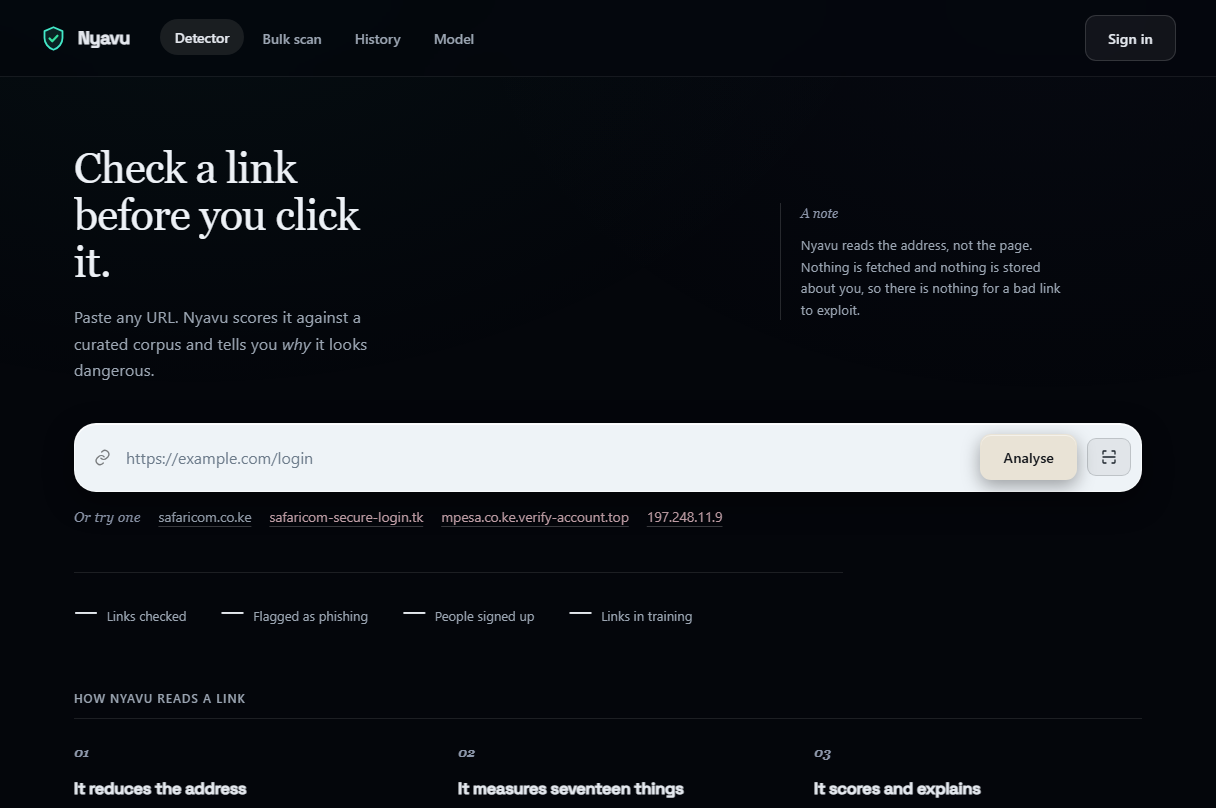 Nyavu
Detector
Bulk scan
History
Model
Sign in
Check a link
before you click
it.
Paste any URL. Nyavu scores it against a
curated corpus and tells you why it looks
dangerous.
A note
Nyavu reads the address, not the page.
Nothing is fetched and nothing is stored
about you, so there is nothing for a bad link
to exploit.
https://example.com/login
Analyse
Or try one safaricom.co.ke safaricom-secure-login.tk mpesa.co.ke.verify-account.top 197.248.11.9
— Links checked — Flagged as phishing — People signed up — Links in training
HOW NYAVU READS A LINK
01
It reduces the address
02
It measures seventeen things
03
It scores and explains